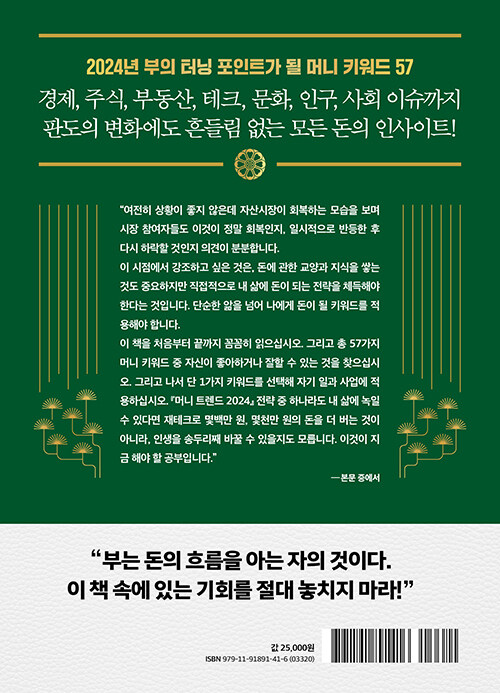 2024년 부의 터닝 포인트가 될 머니 키워드 57
경제, 주식, 부동산, 테크, 문화, 인구, 사회 이슈까지
판도의 변화에도 흔들림 없는 모든 돈의 인사이트!
“여전히 상황이 좋지 않은데 자산시장이 회복하는 모습을 보며
시장 참여자들도 이것이 정말 회복인지, 일시적으로 반등한 후
다시 하락할 것인지 의견이 분분합니다.
이 시점에서 강조하고 싶은 것은, 돈에 관한 교양과 지식을 쌓는
것도 중요하지만 직접적으로 내 삶에 돈이 되는 전략을 체득해야
한다는 것입니다. 단순한 앎을 넘어 나에게 돈이 될 키워드를 적
용해야 합니다.
이 책을 처음부터 끝까지 꼼꼼히 읽으십시오. 그리고 총 57가지
머니 키워드 중 자신이 좋아하거나 잘할 수 있는 것을 찾으십시
오. 그리고 나서 단 1가지 키워드를 선택해 자기 일과 사업에 적
용하십시오. 『머니 트렌드 2024』 전략 중 하나라도 내 삶에 녹일
수 있다면 재테크로 몇백만 원, 몇천만 원의 돈을 더 버는 것이
아니라, 인생을 송두리째 바꿀 수 있을지도 모릅니다. 이것이 지
금 해야 할 공부입니다.”
—본문 중에서
“부는 돈의 흐름을 아는 자의 것이다.
이 책 속에 있는 기회를 절대 놓치지 마라!”
값 25,000원
ISBN 979-11-91891-41-6 (03320)